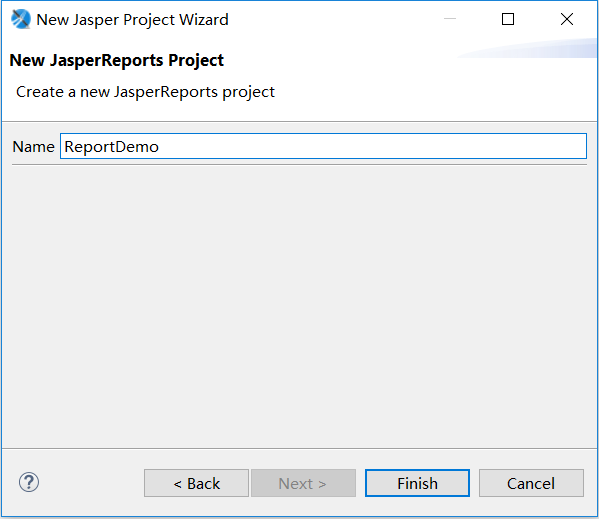 New Jasper Project Wizard
New JasperReports Project
Create a new JasperReports project
Name ReportDemo
? < Back Next > Finish Cancel